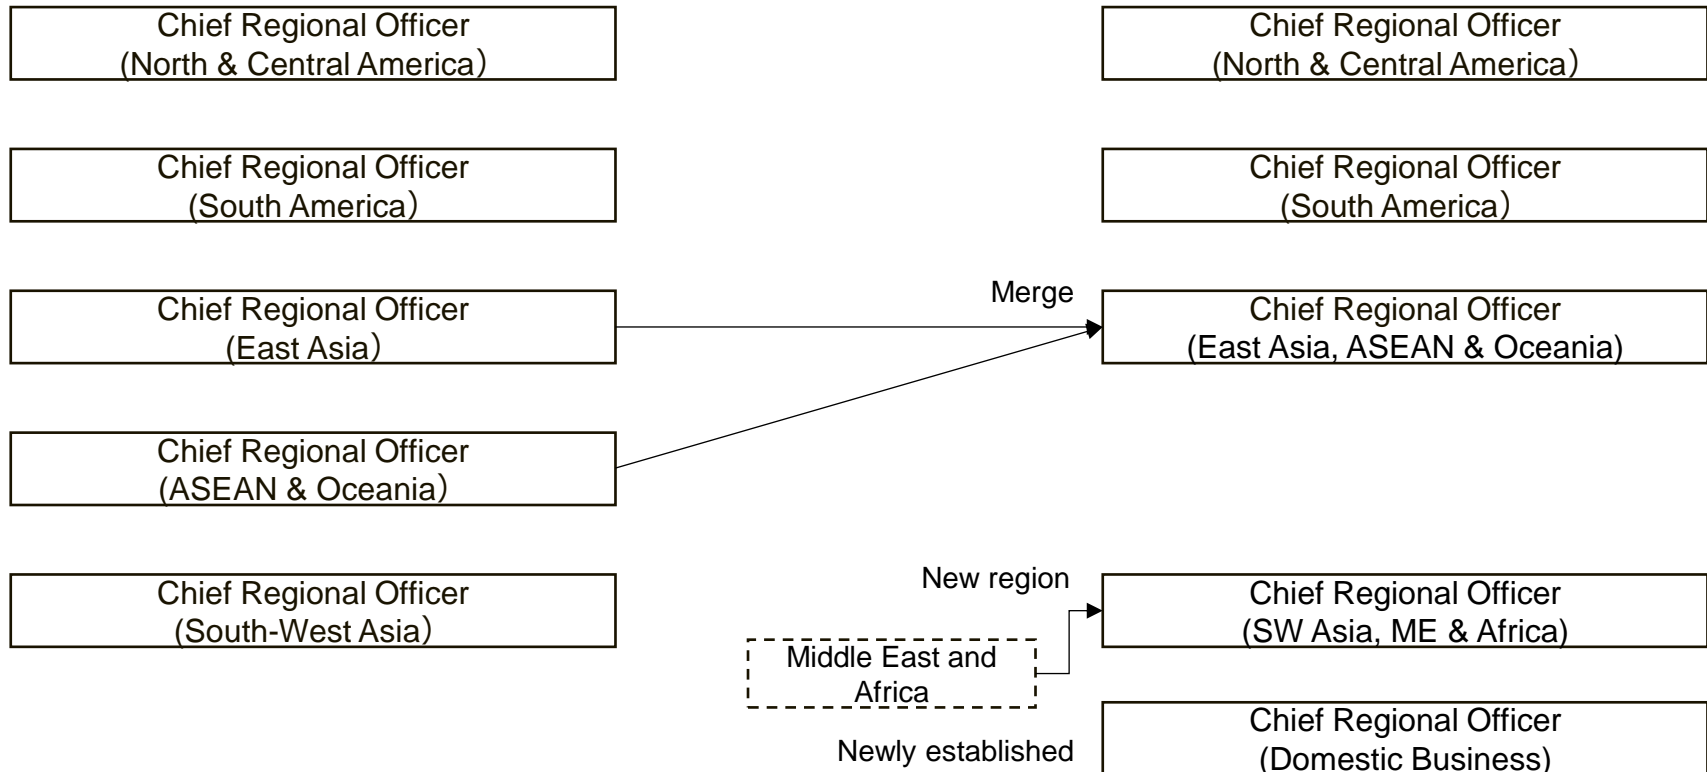 Chief Regional Officer
(North & Central America）
Chief Regional Officer
(South America）
Chief Regional Officer
(East Asia）
Chief Regional Officer
(ASEAN & Oceania）
Chief Regional Officer
(South-West Asia）
Merge
New region
Middle East and
Africa
Newly established
Chief Regional Officer
(North & Central America）
Chief Regional Officer
(South America）
Chief Regional Officer
(East Asia, ASEAN & Oceania)
Chief Regional Officer
(SW Asia, ME & Africa)
Chief Regional Officer
(Domestic Business)